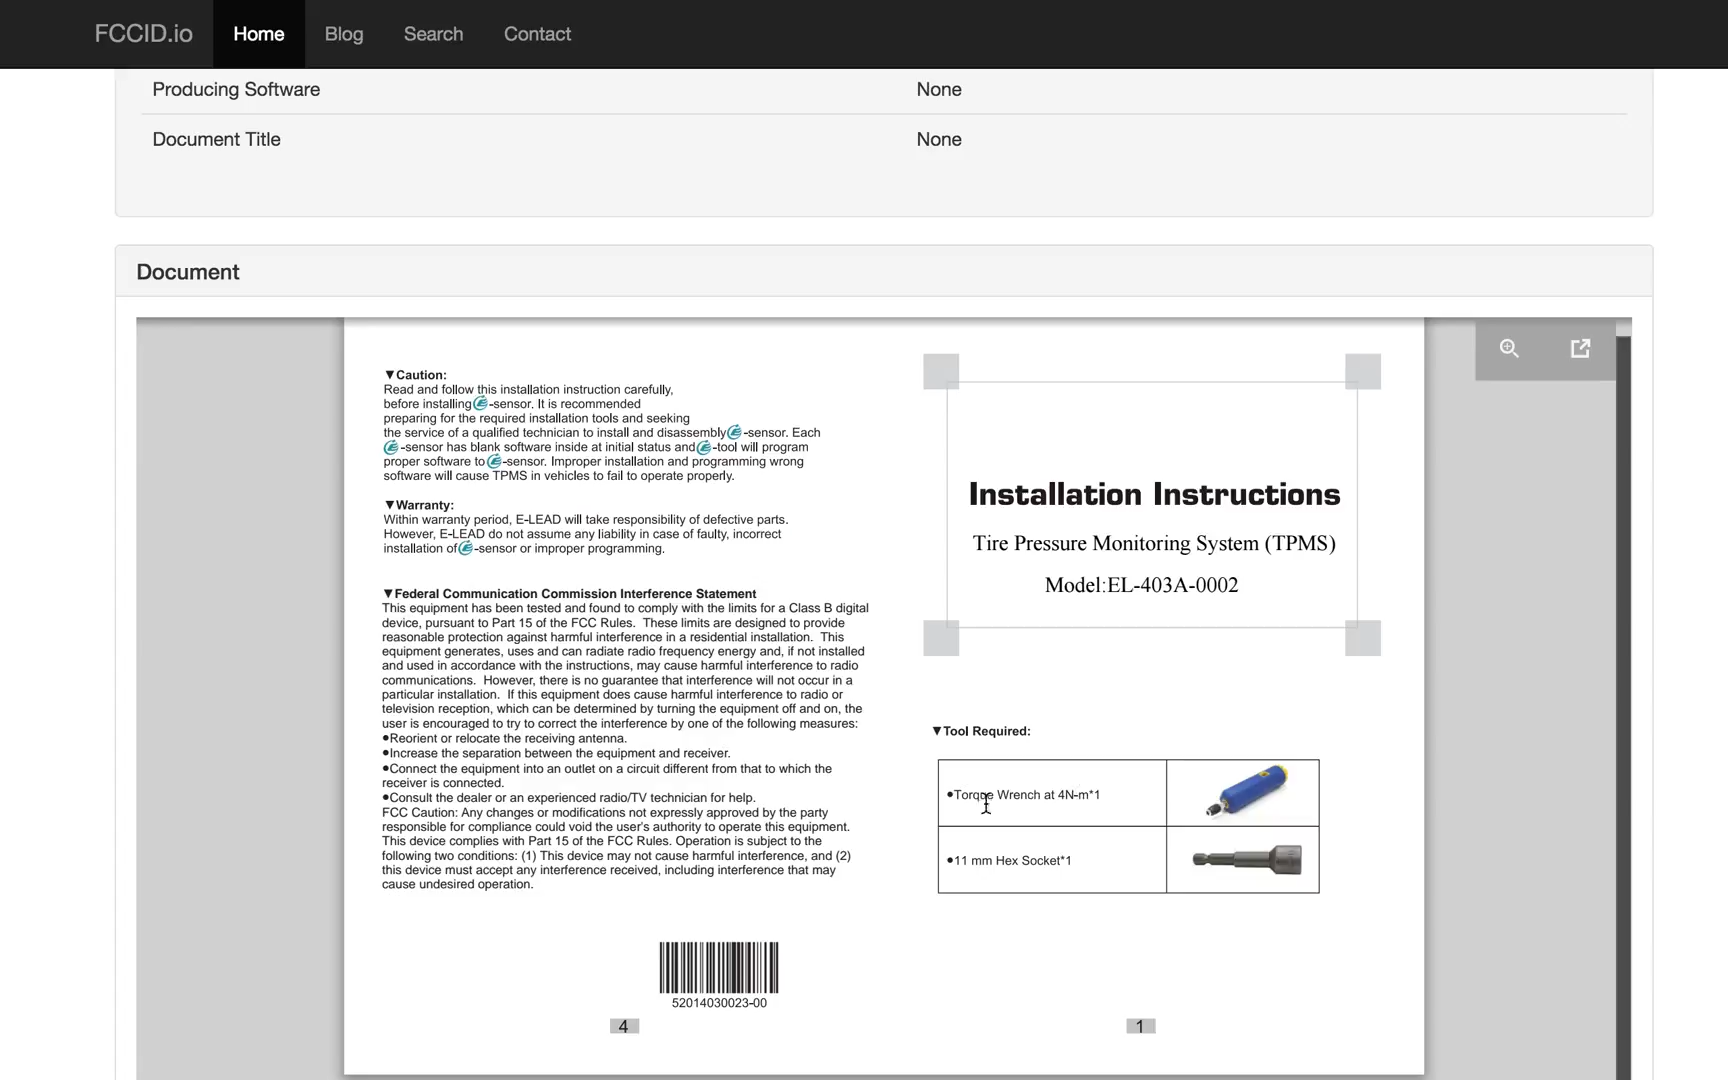 FCCID.io Home Blog Search Contact
Producing Software None
Document Title None
Document
▼Caution:
Read and follow this installation instruction carefully,
before installing e-sensor. It is recommended
preparing for the required installation tools and seeking
the service of a qualified technician to install and disassembly e-sensor. Each
e-sensor has blank software inside at initial status and e-tool will program
proper software to e-sensor. Improper installation and programming wrong
software will cause TPMS in vehicles to fail to operate properly.
▼Warranty:
Within warranty period, E-LEAD will take responsibility of defective parts.
However, E-LEAD do not assume any liability in case of faulty, incorrect
installation of e-sensor or improper programming.
▼Federal Communication Commission Interference Statement
This equipment has been tested and found to comply with the limits for a Class B digital
device, pursuant to Part 15 of the FCC Rules. These limits are designed to provide
reasonable protection against harmful interference in a residential installation. This
equipment generates, uses and can radiate radio frequency energy and, if not installed
and used in accordance with the instructions, may cause harmful interference to radio
communications. However, there is no guarantee that interference will not occur in a
particular installation. If this equipment does cause harmful interference to radio or
television reception, which can be determined by turning the equipment off and on, the
user is encouraged to try to correct the interference by one of the following measures:
●Reorient or relocate the receiving antenna.
●Increase the separation between the equipment and receiver.
●Connect the equipment into an outlet on a circuit different from that to which the
receiver is connected.
●Consult the dealer or an experienced radio/TV technician for help.
FCC Caution: Any changes or modifications not expressly approved by the party
responsible for compliance could void the user's authority to operate this equipment.
This device complies with Part 15 of the FCC Rules. Operation is subject to the
following two conditions: (1) This device may not cause harmful interference, and (2)
this device must accept any interference received, including interference that may
cause undesired operation.
52014030023-00
4
Installation Instructions
Tire Pressure Monitoring System (TPMS)
Model:EL-403A-0002
▼Tool Required:
●Torque Wrench at 4N-m*1
●11 mm Hex Socket*1
1